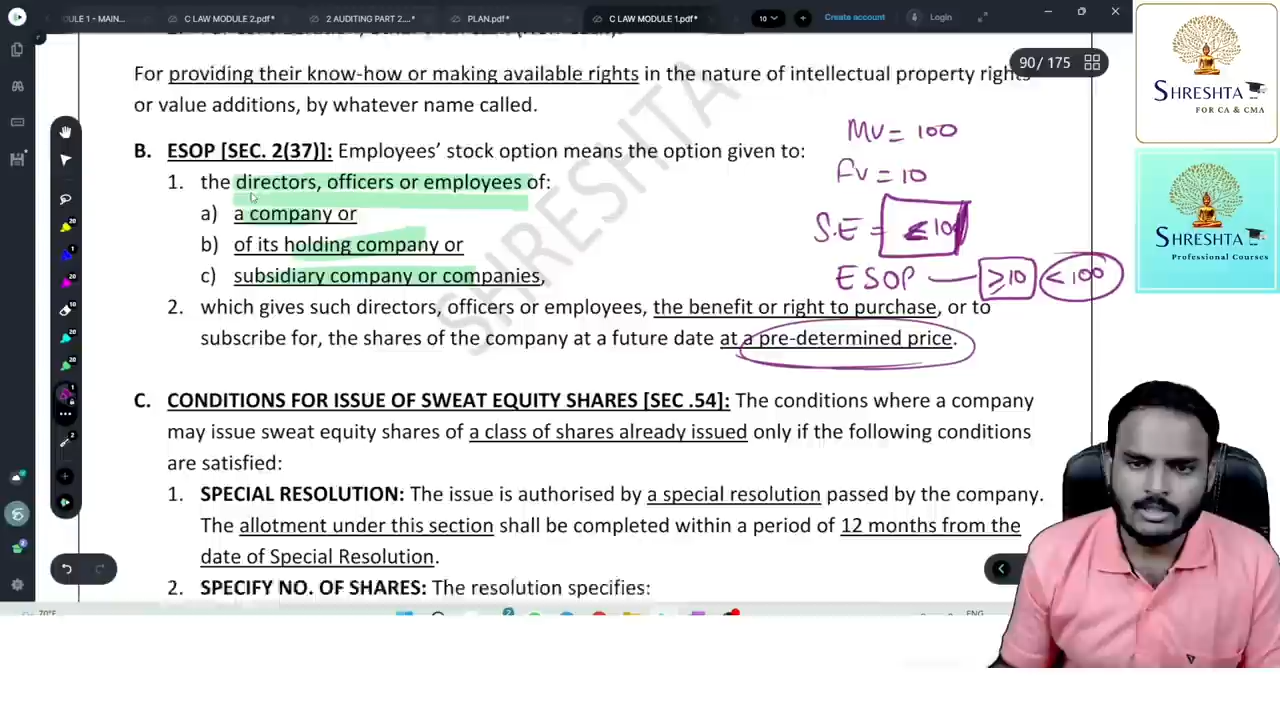 ULE 1 - MAIN...
C LAW MODULE 2.pdf*
2 AUDITING PART 2....*
PLAN.pdf*
C LAW MODULE 1.pdf*
10
Create account
Login
90 / 175
For providing their know-how or making available rights in the nature of intellectual property rights
or value additions, by whatever name called.
B. ESOP [SEC. 2(37)]: Employees' stock option means the option given to:
1. the directors, officers or employees of:
a) a company or
b) of its holding company or
c) subsidiary company or companies,
2. which gives such directors, officers or employees, the benefit or right to purchase, or to
subscribe for, the shares of the company at a future date at a pre-determined price.
MV = 100
FV = 10
S.E =
ESOP — ≥10 < 100
C. CONDITIONS FOR ISSUE OF SWEAT EQUITY SHARES [SEC .54]: The conditions where a company
may issue sweat equity shares of a class of shares already issued only if the following conditions
are satisfied:
1. SPECIAL RESOLUTION: The issue is authorised by a special resolution passed by the company.
The allotment under this section shall be completed within a period of 12 months from the
date of Special Resolution.
2. SPECIFY NO. OF SHARES: The resolution specifies:
SHRESHTA
SHRESHTA
FOR CA & CMA
SHRESHTA
Professional Courses
70°F
ENG